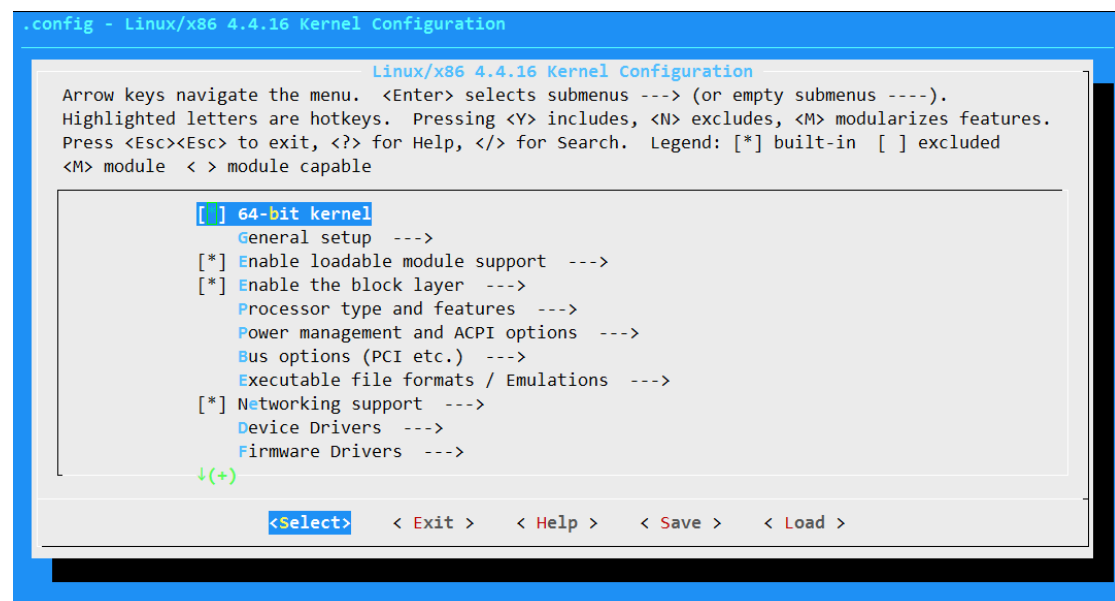 .config - Linux/x86 4.4.16 Kernel Configuration
Linux/x86 4.4.16 Kernel Configuration
Arrow keys navigate the menu.  <Enter> selects submenus ---> (or empty submenus ----).
Highlighted letters are hotkeys.  Pressing <Y> includes, <N> excludes, <M> modularizes features.
Press <Esc><Esc> to exit, <?> for Help, </> for Search.  Legend: [*] built-in  [ ] excluded
<M> module  < > module capable
[*] 64-bit kernel
General setup  --->
[*] Enable loadable module support  --->
[*] Enable the block layer  --->
Processor type and features  --->
Power management and ACPI options  --->
Bus options (PCI etc.)  --->
Executable file formats / Emulations  --->
[*] Networking support  --->
Device Drivers  --->
Firmware Drivers  --->
↓(+)
<Select>    < Exit >    < Help >    < Save >    < Load >